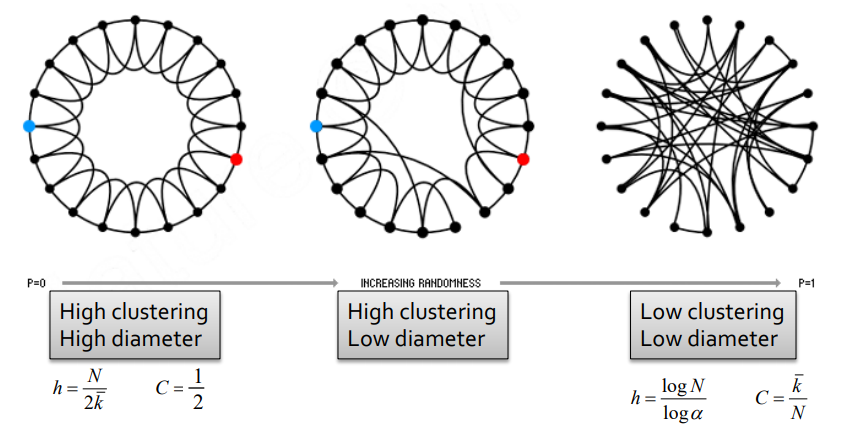 P=0 INCREASING RANDOMNESS P=1
High clustering
High diameter
High clustering
Low diameter
Low clustering
Low diameter
h = N / 2k̄
C = 1 / 2
h = log N / log α
C = k̄ / N